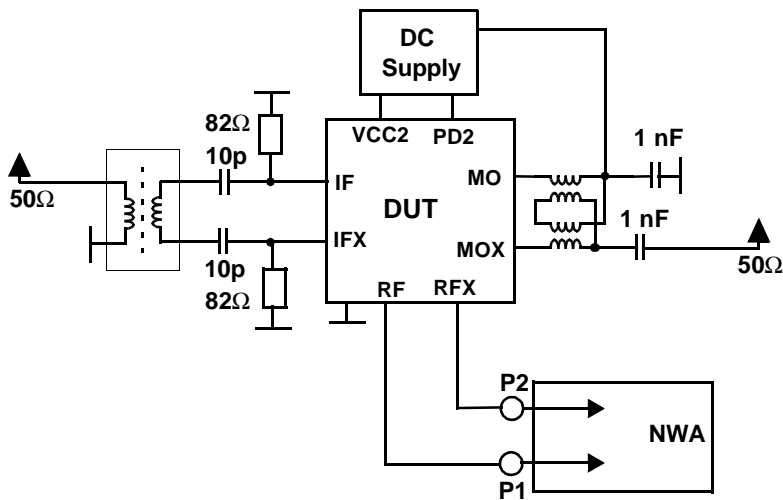 DC
Supply
82Ω
10p
VCC2
PD2
1 nF
50Ω
IF
MO
DUT
1 nF
IFX
MOX
50Ω
10p
82Ω
RF
RFX
P2
NWA
P1